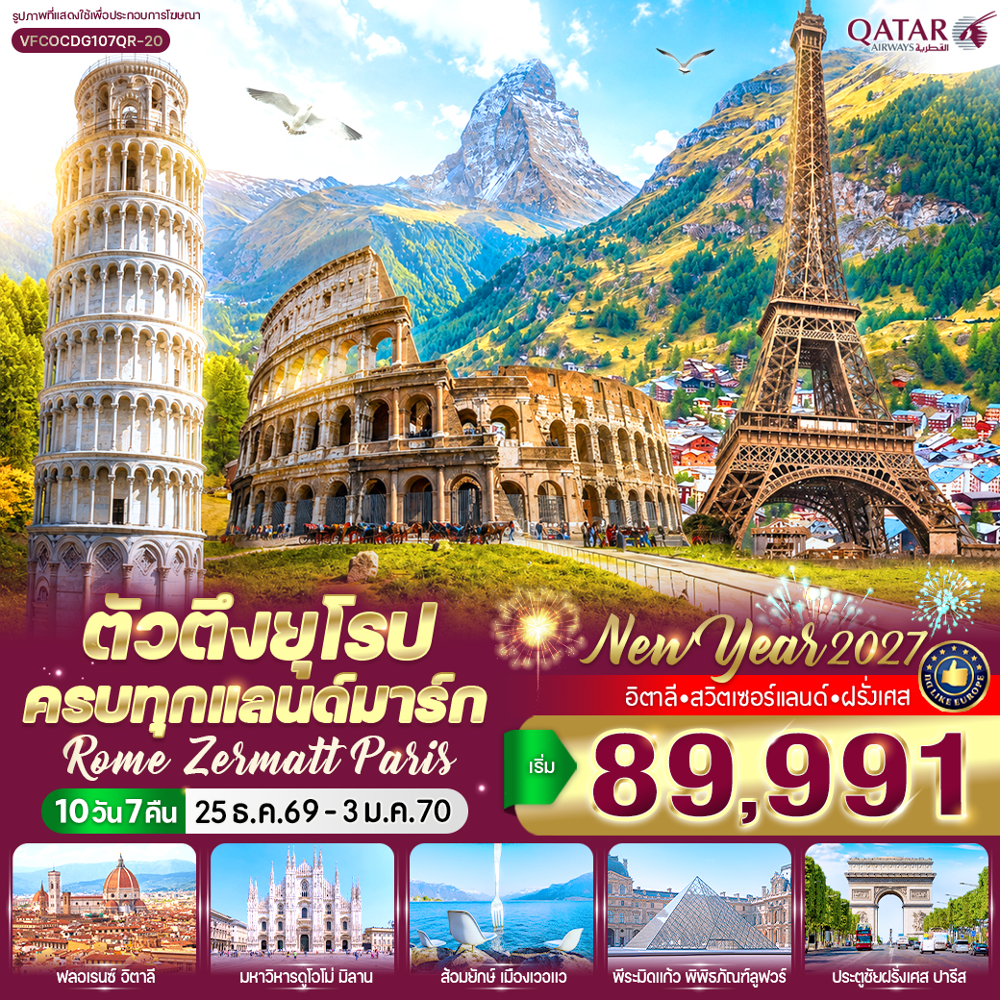 รูปภาพที่แสดงใช้เพื่อประกอบการโฆษณา
VFCOCDG107QR-20
QATAR
AIRWAYS القطرية
ตัวตึงยุโรป
ครบทุกแลนด์มาร์ก
Rome Zermatt Paris
10 วัน 7 คืน 25 ธ.ค.69 - 3 ม.ค.70
New Year 2027
อิตาลี•สวิตเซอร์แลนด์•ฝรั่งเศส
LIKE EUROPE
เริ่ม
89,991
ฟลอเรนซ์ อิตาลี
มหาวิหารดูโอโม่ มิลาน
ส้อมยักษ์ เมืองเวอเว
พีระมิดแก้ว พิพิธภัณฑ์ลูฟวร์
ประตูชัยฝรั่งเศส ปารีส